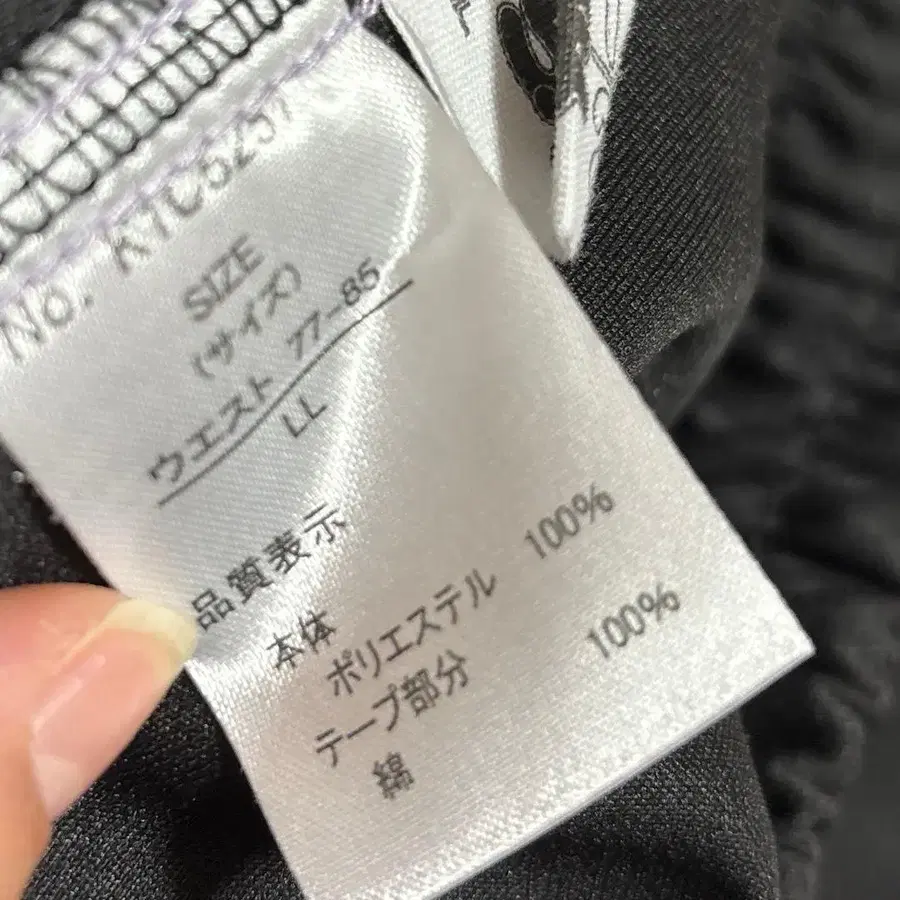 No. KTC5257
SIZE
(サイズ)
ウエスト 77-85
LL
品質表示
本体
ポリエステル 100%
テープ部分
綿 100%